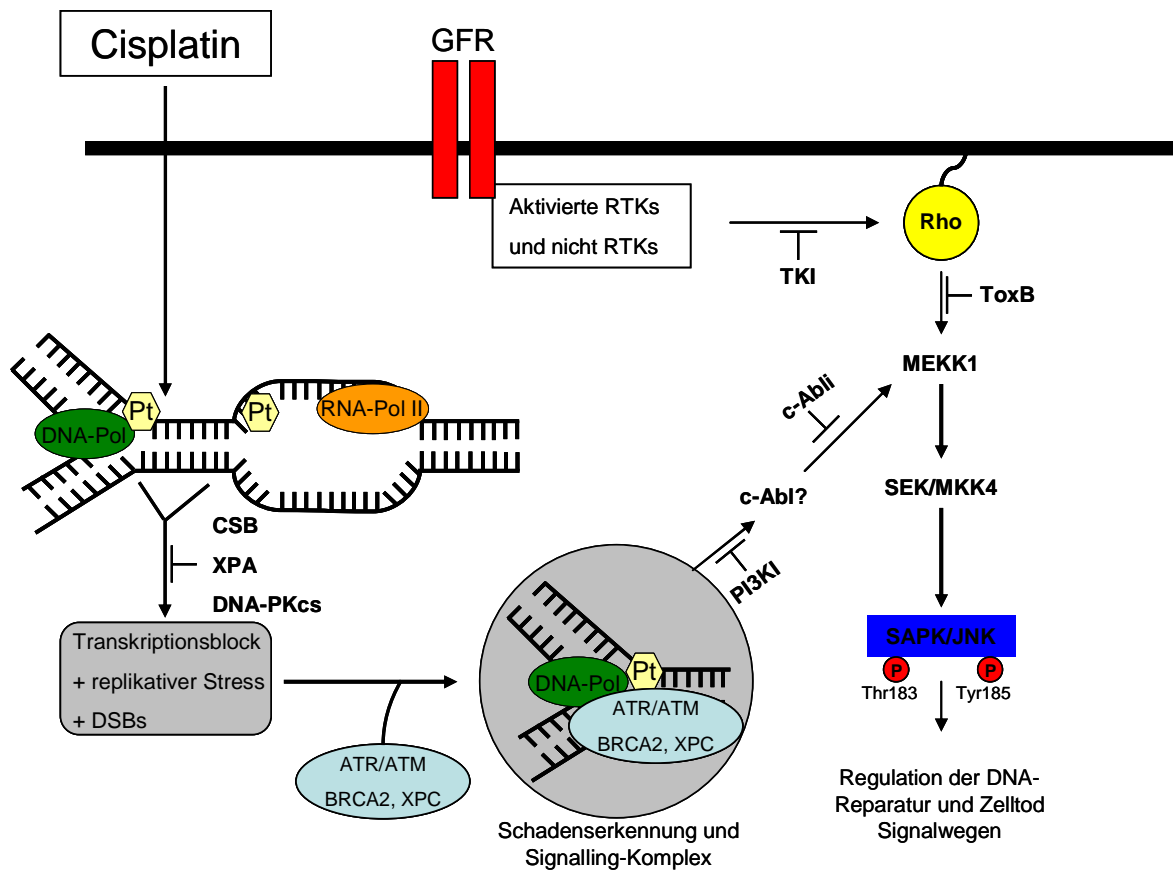 Cisplatin
GFR
Aktivierte RTKs
und nicht RTKs
TKI
Rho
ToxB
MEKK1
c-Abli
c-Abl?
PI3KI
SEK/MKK4
SAPK/JNK
P
P
Thr183
Tyr185
Regulation der DNA-
Reparatur und Zelltod
Signalwegen
Pt
DNA-Pol
Pt
RNA-Pol II
CSB
XPA
DNA-PKcs
Transkriptionsblock
+ replikativer Stress
+ DSBs
ATR/ATM
BRCA2, XPC
DNA-Pol
Pt
ATR/ATM
BRCA2, XPC
Schadenserkennung und
Signalling-Komplex